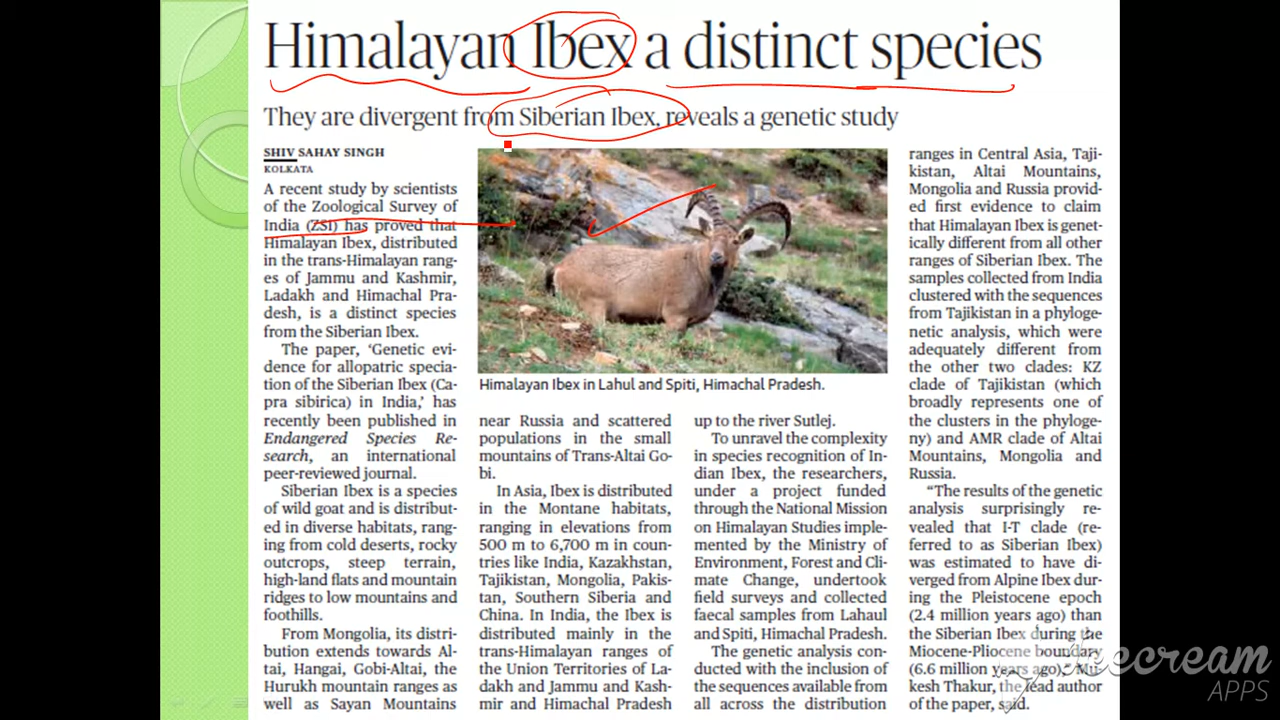 Himalayan Ibex a distinct species
They are divergent from Siberian Ibex, reveals a genetic study
SHIV SAHAY SINGH
KOLKATA
A recent study by scientists
of the Zoological Survey of
India (ZSI) has proved that
Himalayan Ibex, distributed
in the trans-Himalayan rang-
es of Jammu and Kashmir,
Ladakh and Himachal Pra-
desh, is a distinct species
from the Siberian Ibex.
The paper, ‘Genetic evi-
dence for allopatric specia-
tion of the Siberian Ibex (Ca-
pra sibirica) in India,’ has
recently been published in
Endangered Species Re-
search, an international
peer-reviewed journal.
Siberian Ibex is a species
of wild goat and is distribut-
ed in diverse habitats, rang-
ing from cold deserts, rocky
outcrops, steep terrain,
high-land flats and mountain
ridges to low mountains and
foothills.
From Mongolia, its distri-
bution extends towards Al-
tai, Hangai, Gobi-Altai, the
Hurukh mountain ranges as
well as Sayan Mountains
Himalayan Ibex in Lahul and Spiti, Himachal Pradesh.
near Russia and scattered
populations in the small
mountains of Trans-Altai Go-
bi.
In Asia, Ibex is distributed
in the Montane habitats,
ranging in elevations from
500 m to 6,700 m in coun-
tries like India, Kazakhstan,
Tajikistan, Mongolia, Pakis-
tan, Southern Siberia and
China. In India, the Ibex is
distributed mainly in the
trans-Himalayan ranges of
the Union Territories of La-
dakh and Jammu and Kash-
mir and Himachal Pradesh
up to the river Sutlej.
To unravel the complexity
in species recognition of In-
dian Ibex, the researchers,
under a project funded
through the National Mission
on Himalayan Studies imple-
mented by the Ministry of
Environment, Forest and Cli-
mate Change, undertook
field surveys and collected
faecal samples from Lahaul
and Spiti, Himachal Pradesh.
The genetic analysis con-
ducted with the inclusion of
the sequences available from
all across the distribution
ranges in Central Asia, Taji-
kistan, Altai Mountains,
Mongolia and Russia provid-
ed first evidence to claim
that Himalayan Ibex is genet-
ically different from all other
ranges of Siberian Ibex. The
samples collected from India
clustered with the sequences
from Tajikistan in a phyloge-
netic analysis, which were
adequately different from
the other two clades: KZ
clade of Tajikistan (which
broadly represents one of
the clusters in the phyloge-
ny) and AMR clade of Altai
Mountains, Mongolia and
Russia.
“The results of the genetic
analysis surprisingly re-
vealed that I-T clade (re-
ferred to as Siberian Ibex)
was estimated to have di-
verged from Alpine Ibex dur-
ing the Pleistocene epoch
(2.4 million years ago) than
the Siberian Ibex during the
Miocene-Pliocene boundary
(6.6 million years ago),” Mu-
kesh Thakur, the lead author
of the paper, said.
Icecream
APPS